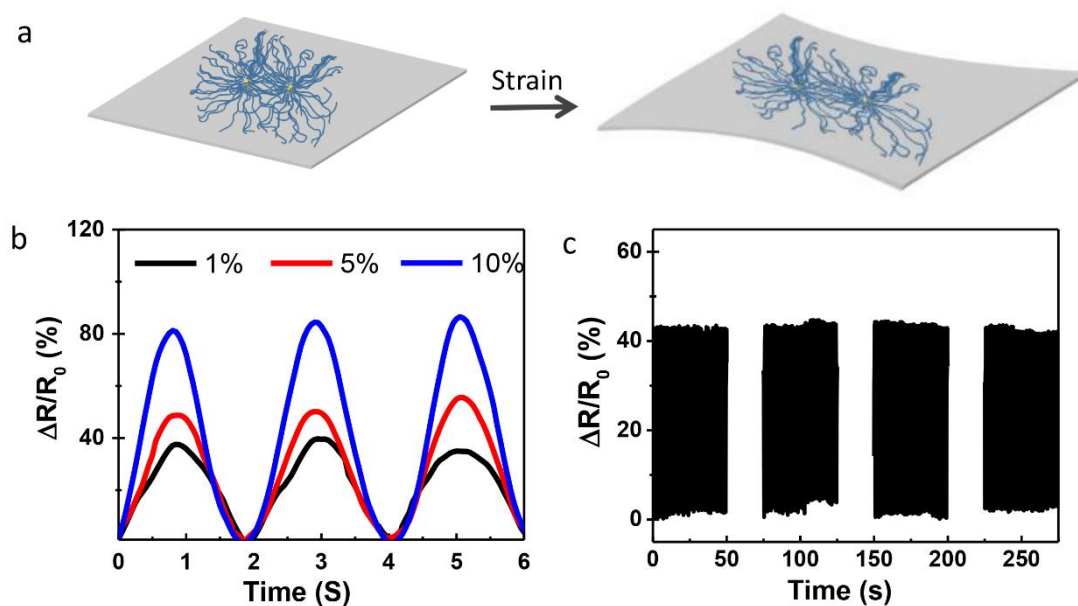 a
Strain
b
120
80
40
ΔR/R₀ (%)
1% 5% 10%
0 1 2 3 4 5 6
Time (S)
c
60
40
20
0
ΔR/R₀ (%)
0 50 100 150 200 250
Time (s)